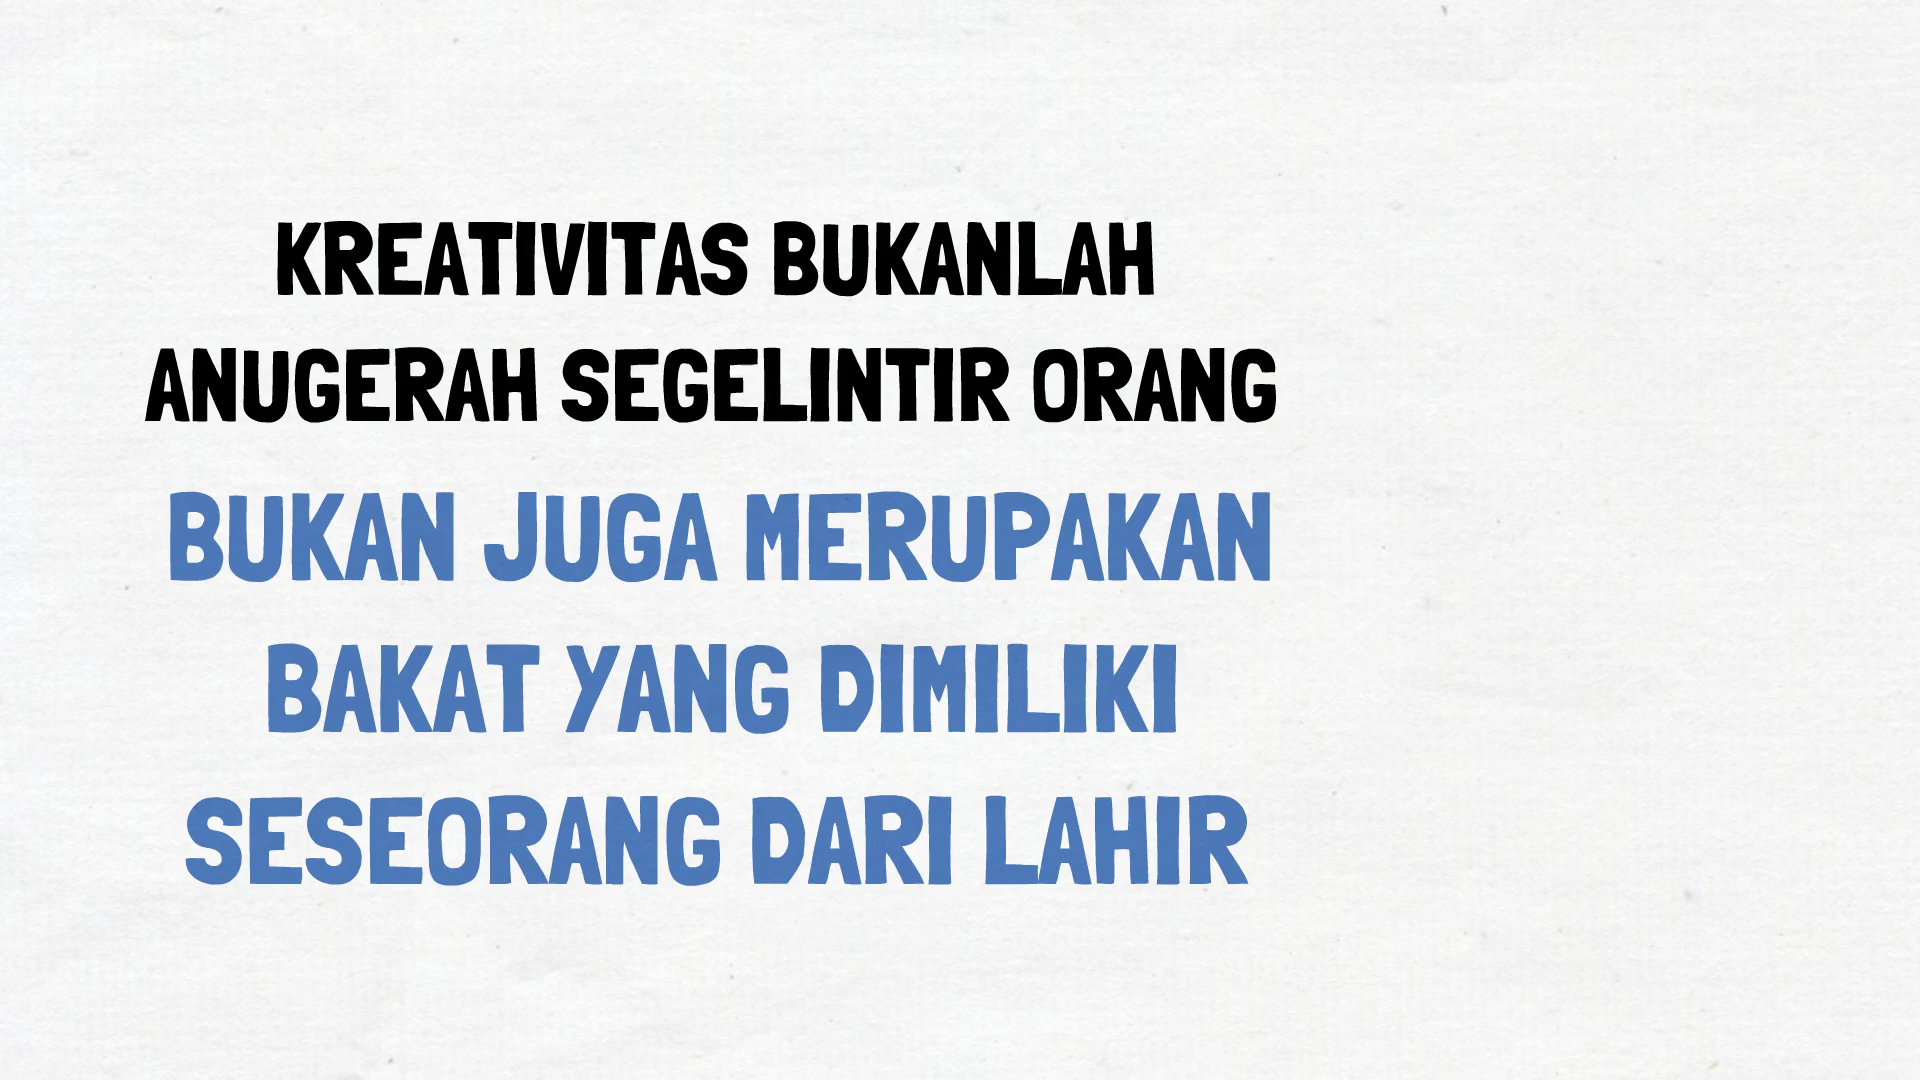 KREATIVITAS BUKANLAH
ANUGERAH SEGELINTIR ORANG
BUKAN JUGA MERUPAKAN
BAKAT YANG DIMILIKI
SESEORANG DARI LAHIR